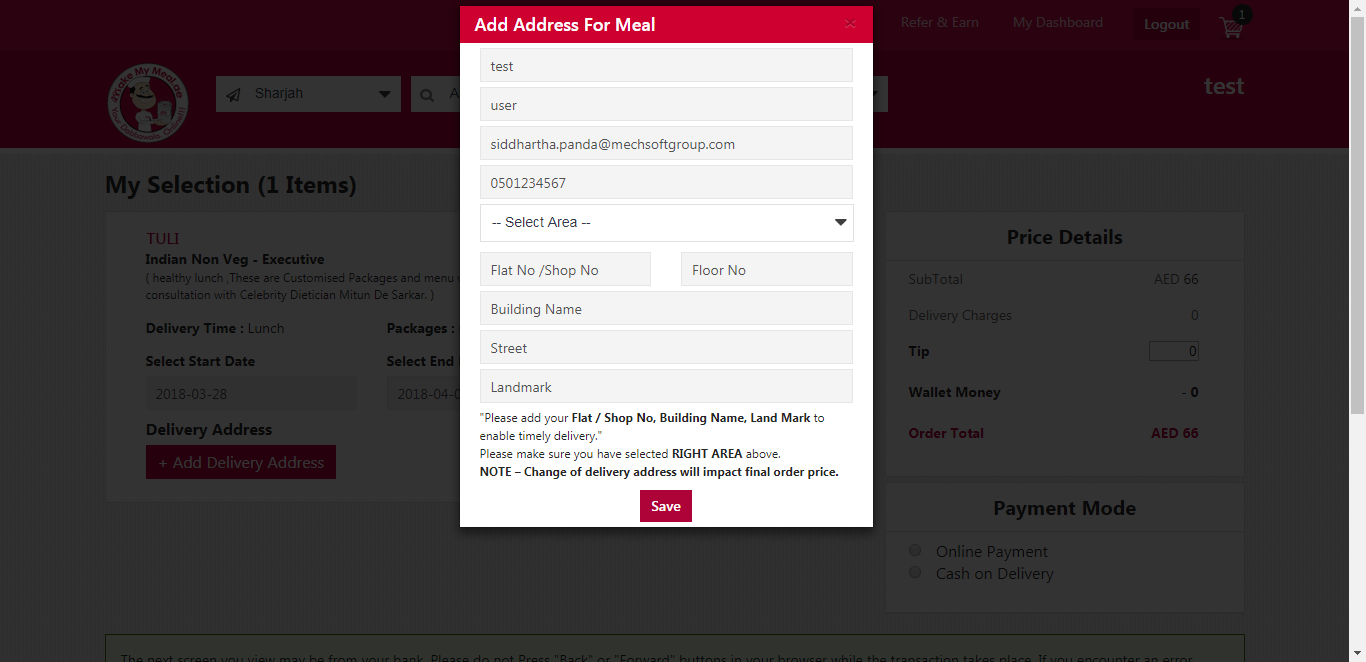 Add Address For Meal
×
Refer & Earn
My Dashboard
Logout
1
Make My Meal.ae
Sharjah
A
test
test
user
siddhartha.panda@mechsoftgroup.com
0501234567
-- Select Area --
Flat No /Shop No
Floor No
Building Name
Street
Landmark
"Please add your Flat / Shop No, Building Name, Land Mark to
enable timely delivery."
Please make sure you have selected RIGHT AREA above.
NOTE – Change of delivery address will impact final order price.
Save
My Selection (1 Items)
TULI
Indian Non Veg - Executive
( healthy lunch ,These are Customised Packages and menu
consultation with Celebrity Dietician Mitun De Sarkar. )
Delivery Time : Lunch
Packages :
Select Start Date
Select End
2018-03-28
2018-04-0
Delivery Address
+ Add Delivery Address
Price Details
SubTotal
AED 66
Delivery Charges
0
Tip
0
Wallet Money
- 0
Order Total
AED 66
Payment Mode
Online Payment
Cash on Delivery
The next screen you view may be from your bank. Please do not Press "Back" or "Forward" buttons in your browser while the transaction takes place. If you encounter an error